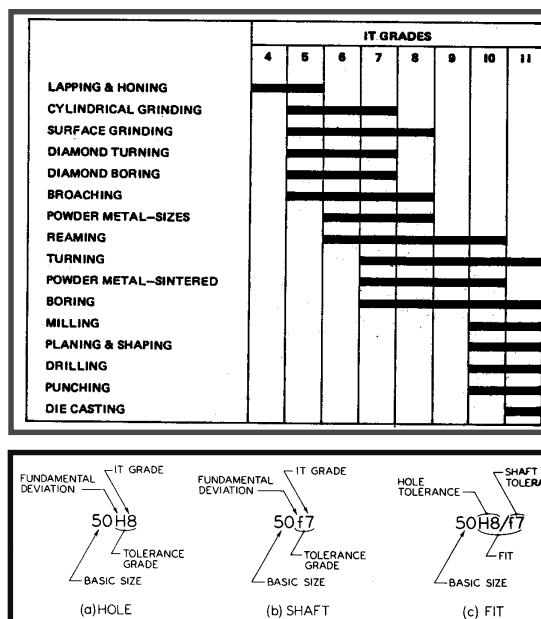 IT GRADES
4 5 6 7 8 9 10 11
LAPPING & HONING
CYLINDRICAL GRINDING
SURFACE GRINDING
DIAMOND TURNING
DIAMOND BORING
BROACHING
POWDER METAL-SIZES
REAMING
TURNING
POWDER METAL-SINTERED
BORING
MILLING
PLANING & SHAPING
DRILLING
PUNCHING
DIE CASTING
IT GRADE
FUNDAMENTAL
DEVIATION
50H8
TOLERANCE
GRADE
BASIC SIZE
(a) HOLE
IT GRADE
FUNDAMENTAL
DEVIATION
50f7
TOLERANCE
GRADE
BASIC SIZE
(b) SHAFT
SHAFT
TOLERA
HOLE
TOLERANCE
50H8/f7
FIT
BASIC SIZE
(c) FIT